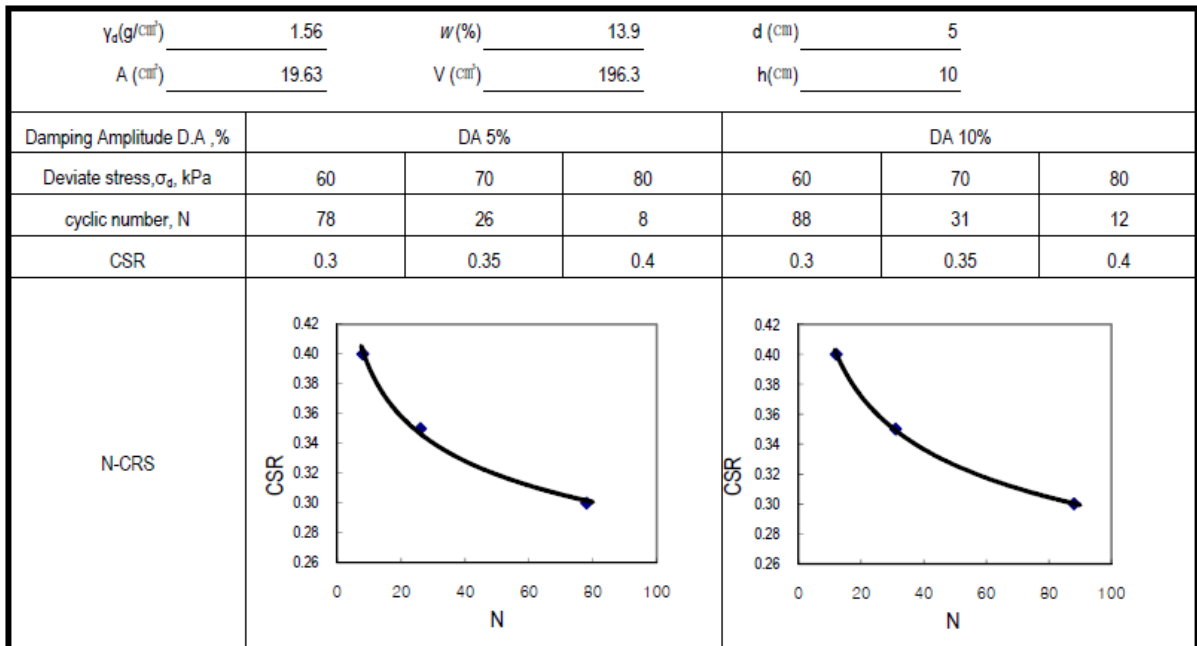 γd(g/㎤) 1.56 W(%) 13.9 d (㎝) 5
A (㎠) 19.63 V (㎤) 196.3 h(㎝) 10
Damping Amplitude D.A ,% DA 5% DA 10%
Deviate stress,σd, kPa 60 70 80 60 70 80
cyclic number, N 78 26 8 88 31 12
CSR 0.3 0.35 0.4 0.3 0.35 0.4
N-CRS
CSR
0.42
0.40
0.38
0.36
0.34
0.32
0.30
0.28
0.26
0 20 40 60 80 100
N
CSR
0.42
0.40
0.38
0.36
0.34
0.32
0.30
0.28
0.26
0 20 40 60 80 100
N